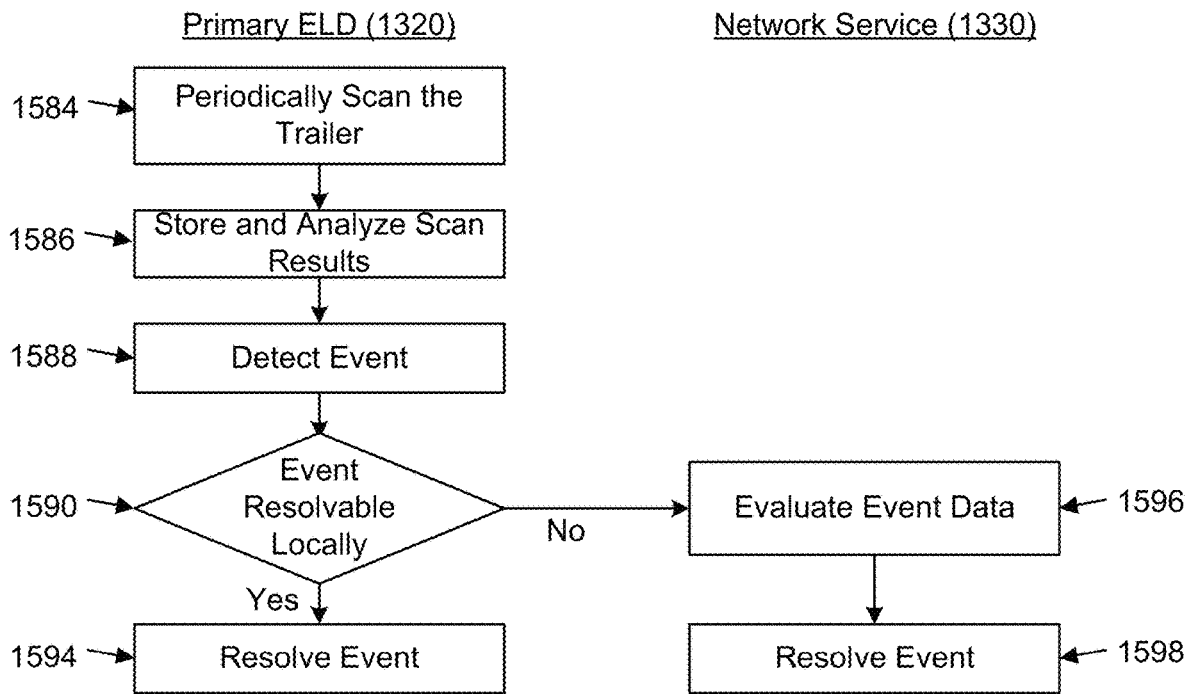 Primary ELD (1320)
Network Service (1330)
1584
Periodically Scan the
Trailer
1586
Store and Analyze Scan
Results
1588
Detect Event
1590
Event
Resolvable
Locally
No
Evaluate Event Data
1596
Yes
1594
Resolve Event
Resolve Event
1598